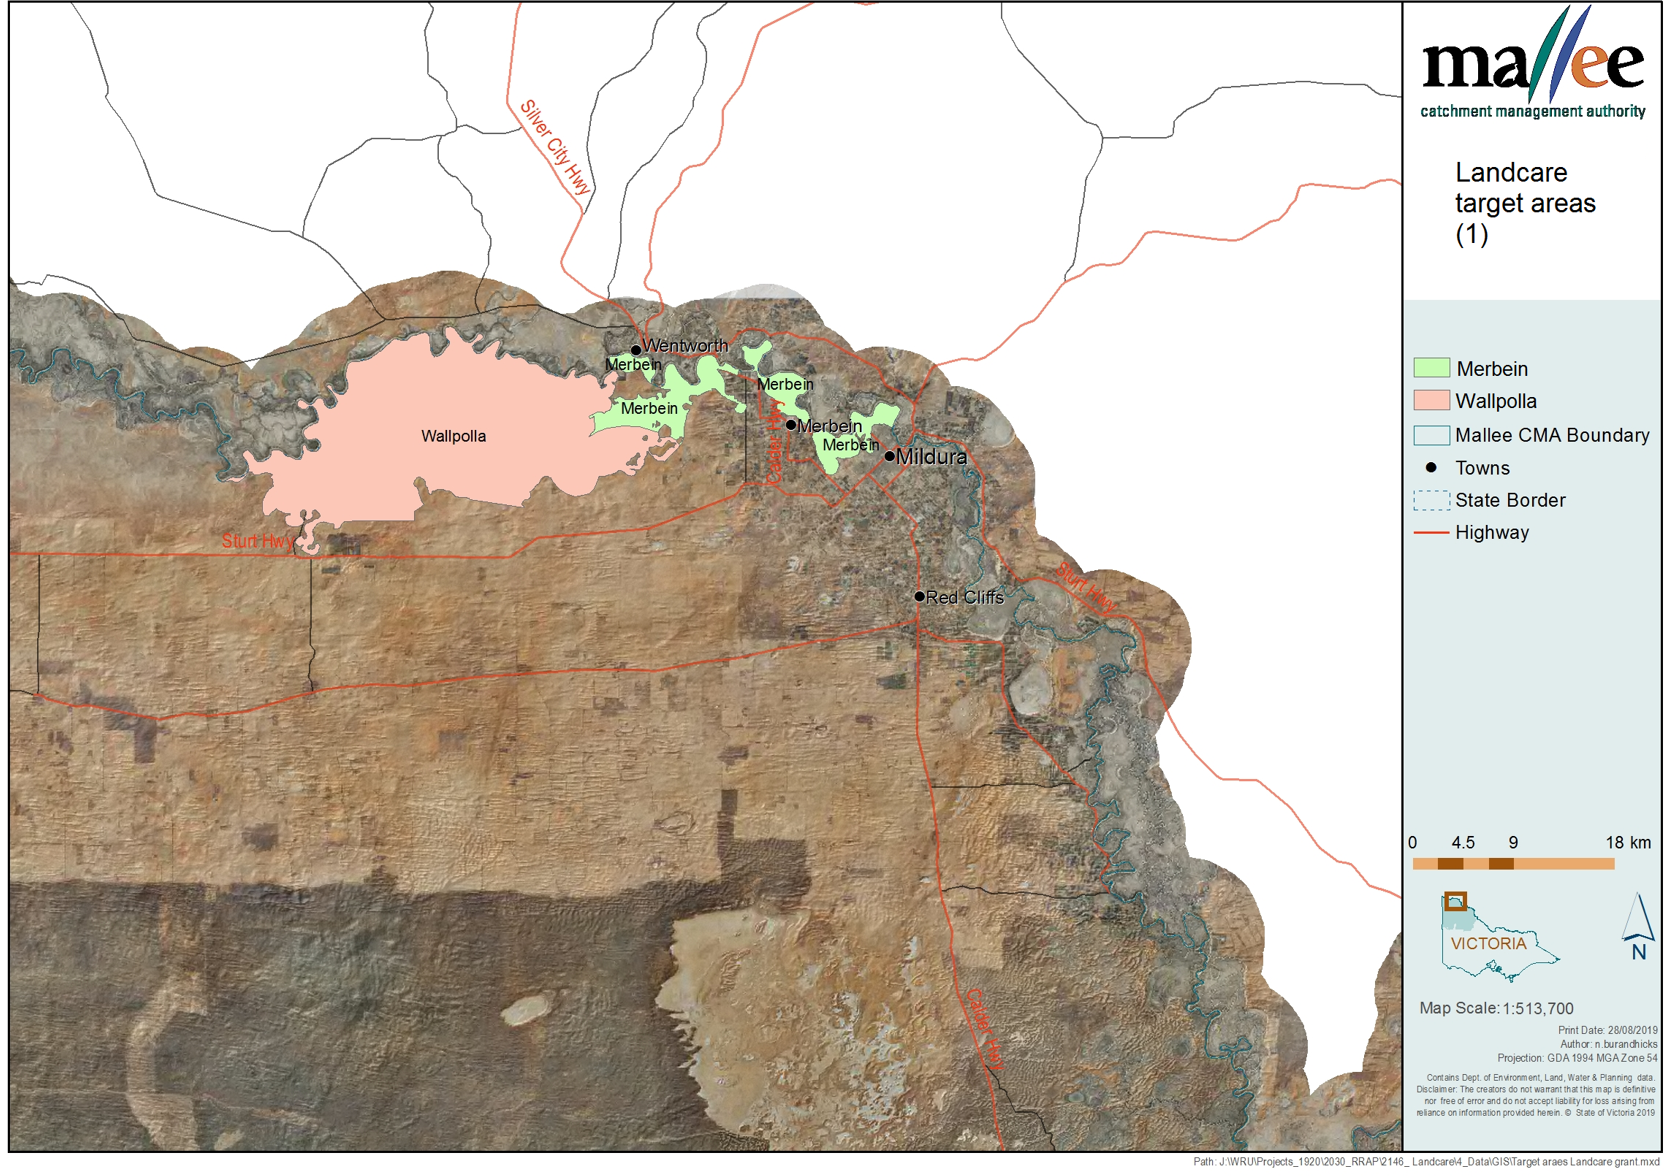 mallee
catchment management authority
Landcare
target areas
(1)
Merbein
Wallpolla
Mallee CMA Boundary
Towns
State Border
Highway
0 4.5 9 18 km
VICTORIA
N
Map Scale: 1:513,700
Print Date: 28/08/2019
Author: n.burandhicks
Projection: GDA 1994 MGA Zone 54
Contains Dept. of Environment, Land, Water & Planning data.
Disclaimer: The creators do not warrant that this map is definitive
nor free of error and do not accept liability for loss arising from
reliance on information provided herein. © State of Victoria 2019
Silver City Hwy
Wentworth
Merbein
Merbein
Merbein
Calder Hwy
Merbein
Merbein
Mildura
Wallpolla
Sturt Hwy
Sturt Hwy
Red Cliffs
Calder Hwy
Path: J:\WRU\Projects_1920\2030_RRAP\2146_ Landcare\4_Data\GIS\Target araes Landcare grant.mxd